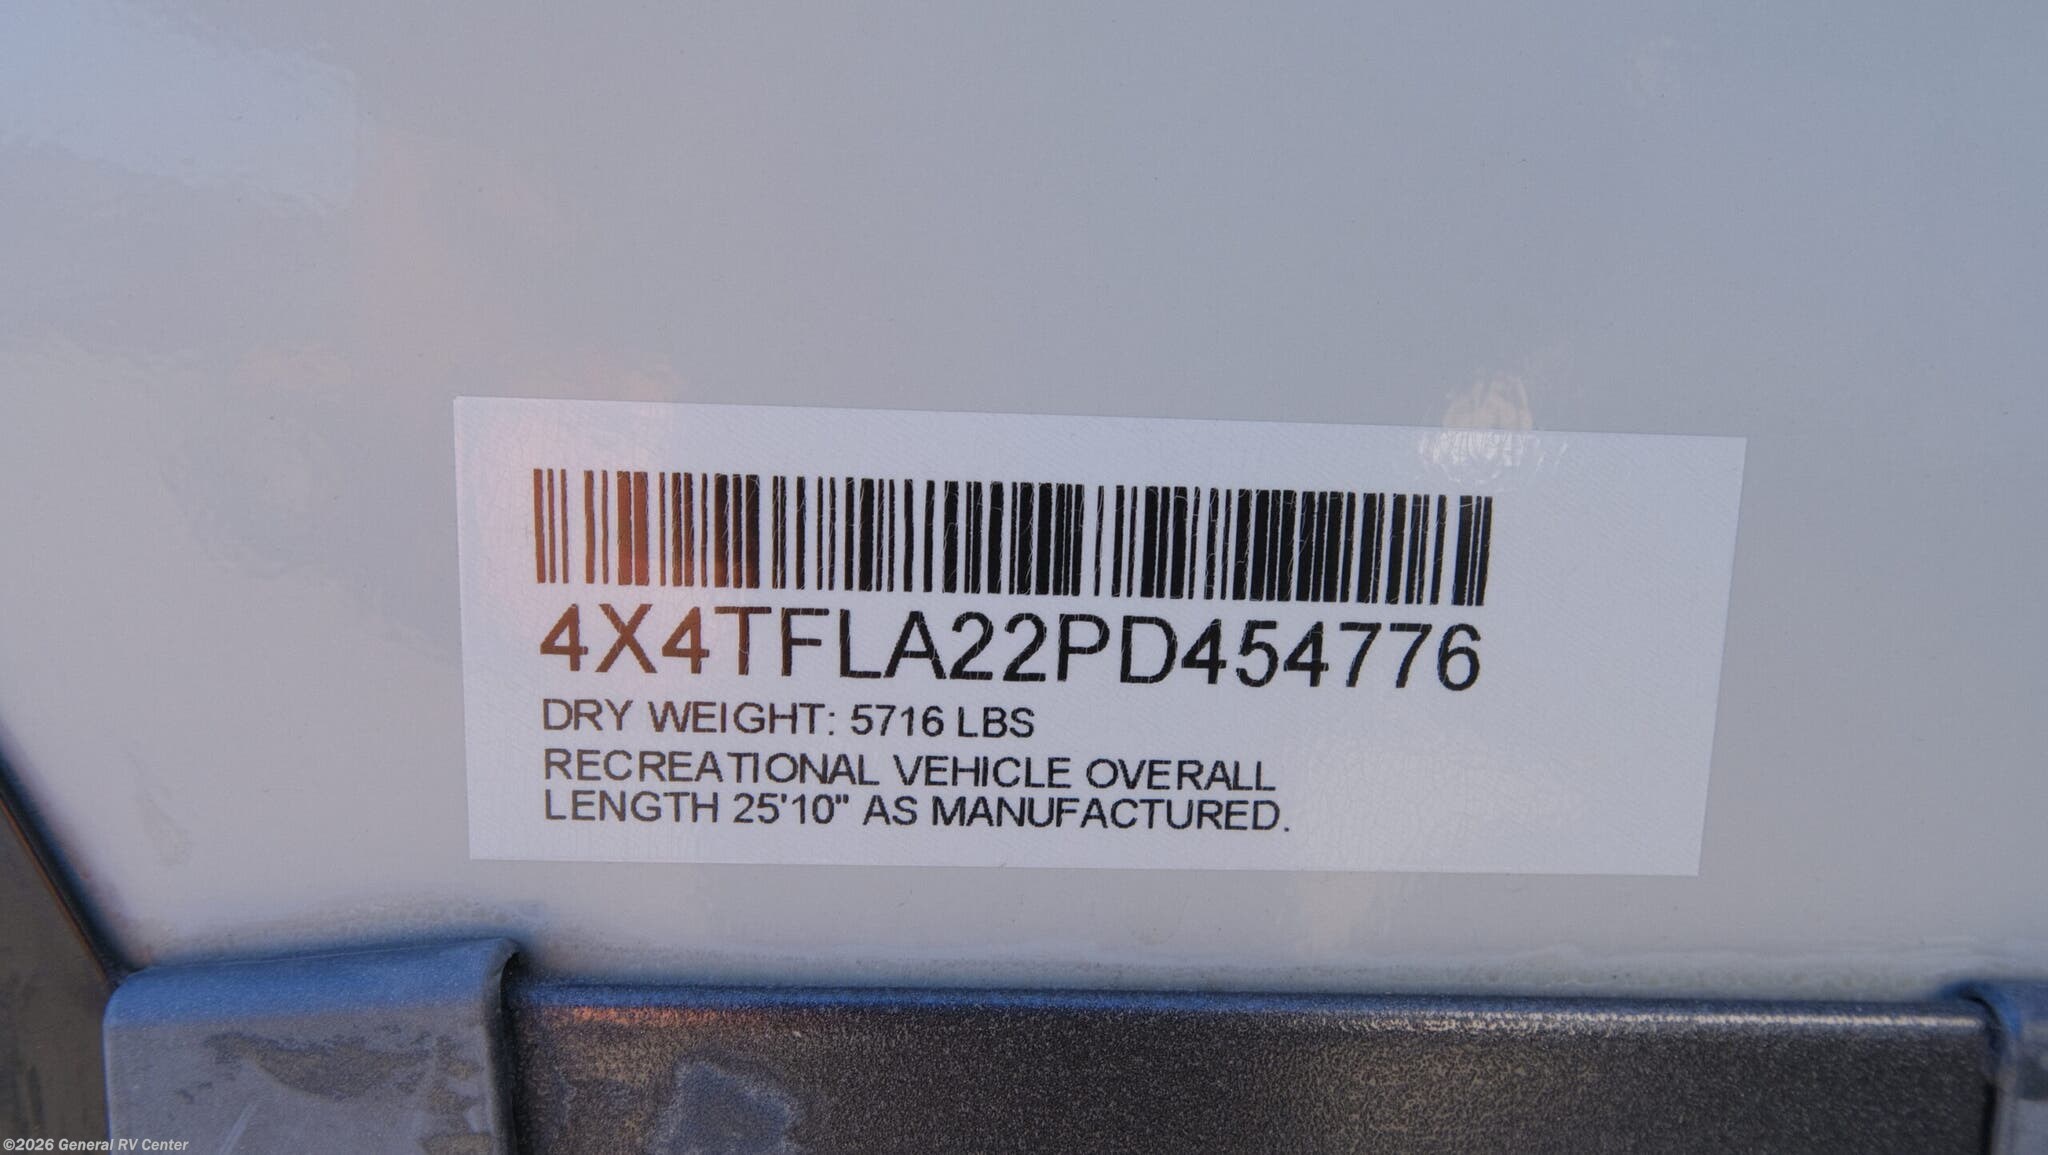 4X4TFLA22PD454776
DRY WEIGHT: 5716 LBS
RECREATIONAL VEHICLE OVERALL
LENGTH 25'10" AS MANUFACTURED.
©2026 General RV Center